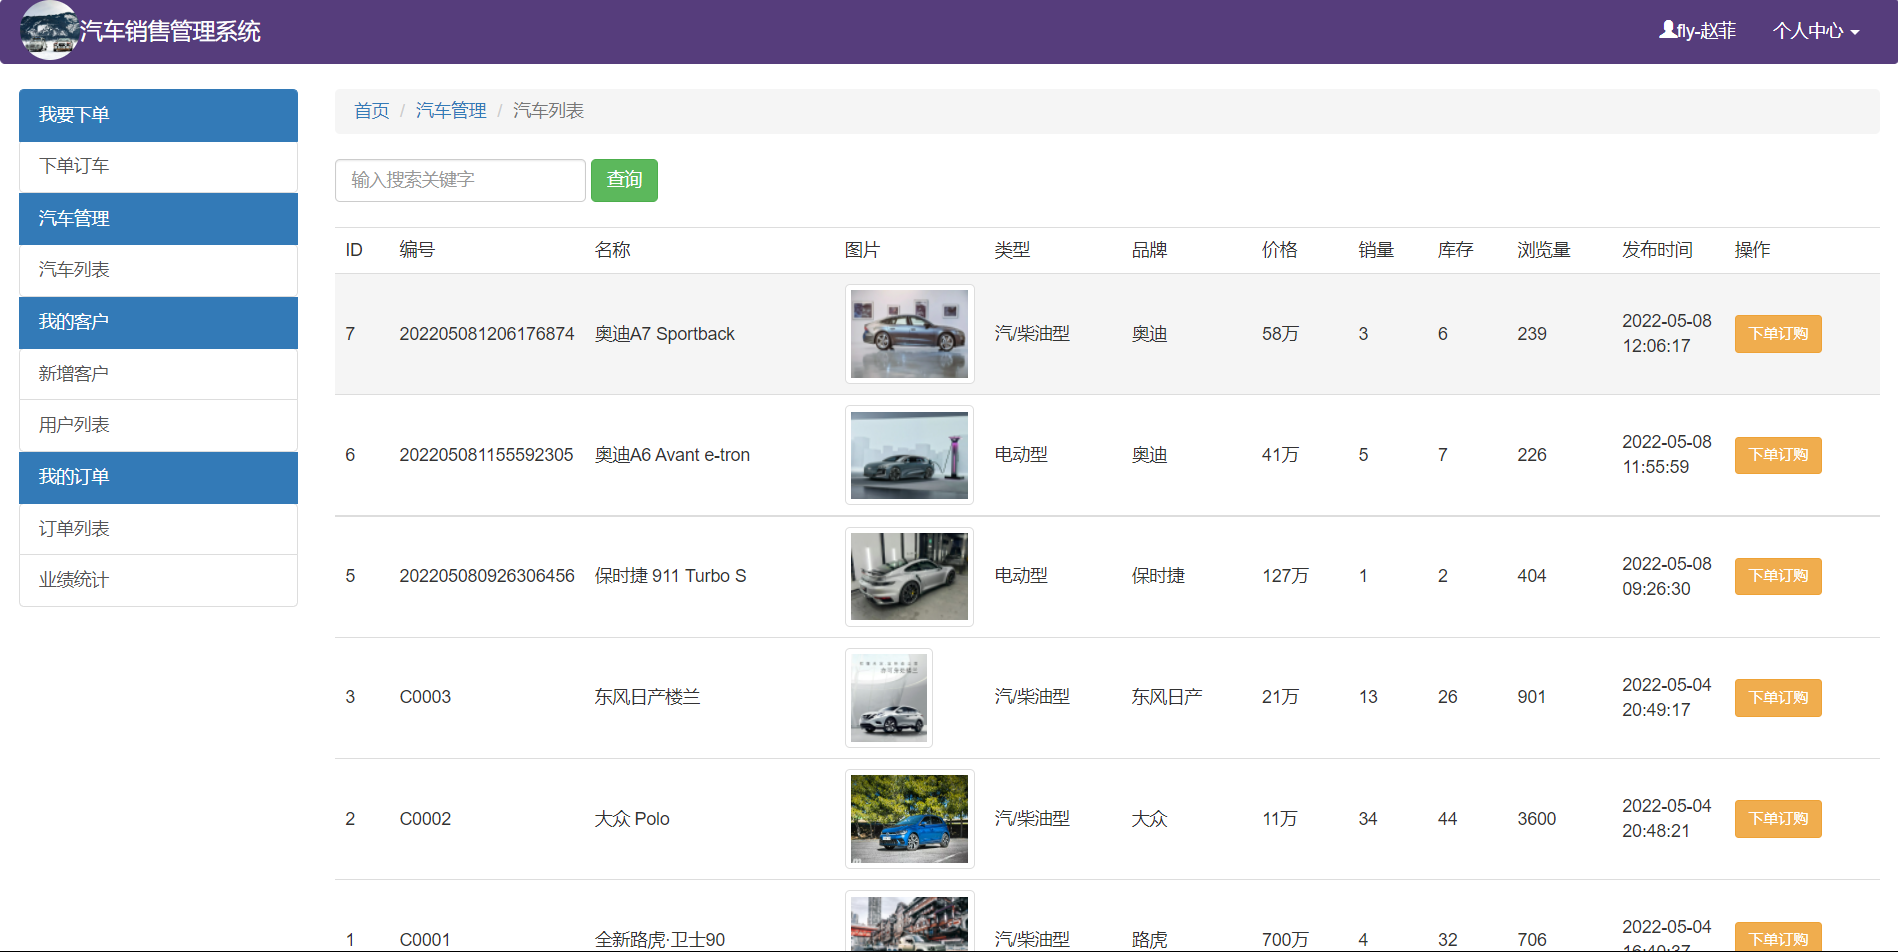 汽车销售管理系统
fly-赵菲 个人中心
我要下单
下单订车
汽车管理
汽车列表
我的客户
新增客户
用户列表
我的订单
订单列表
业绩统计
首页 / 汽车管理 / 汽车列表
输入搜索关键字 查询
ID 编号 名称 图片 类型 品牌 价格 销量 库存 浏览量 发布时间 操作
7 202205081206176874 奥迪A7 Sportback 汽/柴油型 奥迪 58万 3 6 239 2022-05-08 12:06:17 下单订购
6 202205081155592305 奥迪A6 Avant e-tron 电动型 奥迪 41万 5 7 226 2022-05-08 11:55:59 下单订购
5 202205080926306456 保时捷 911 Turbo S 电动型 保时捷 127万 1 2 404 2022-05-08 09:26:30 下单订购
3 C0003 东风日产楼兰 汽/柴油型 东风日产 21万 13 26 901 2022-05-04 20:49:17 下单订购
2 C0002 大众 Polo 汽/柴油型 大众 11万 34 44 3600 2022-05-04 20:48:21 下单订购
1 C0001 全新路虎·卫士90 汽/柴油型 路虎 700万 4 32 706 2022-05-04 下单订购